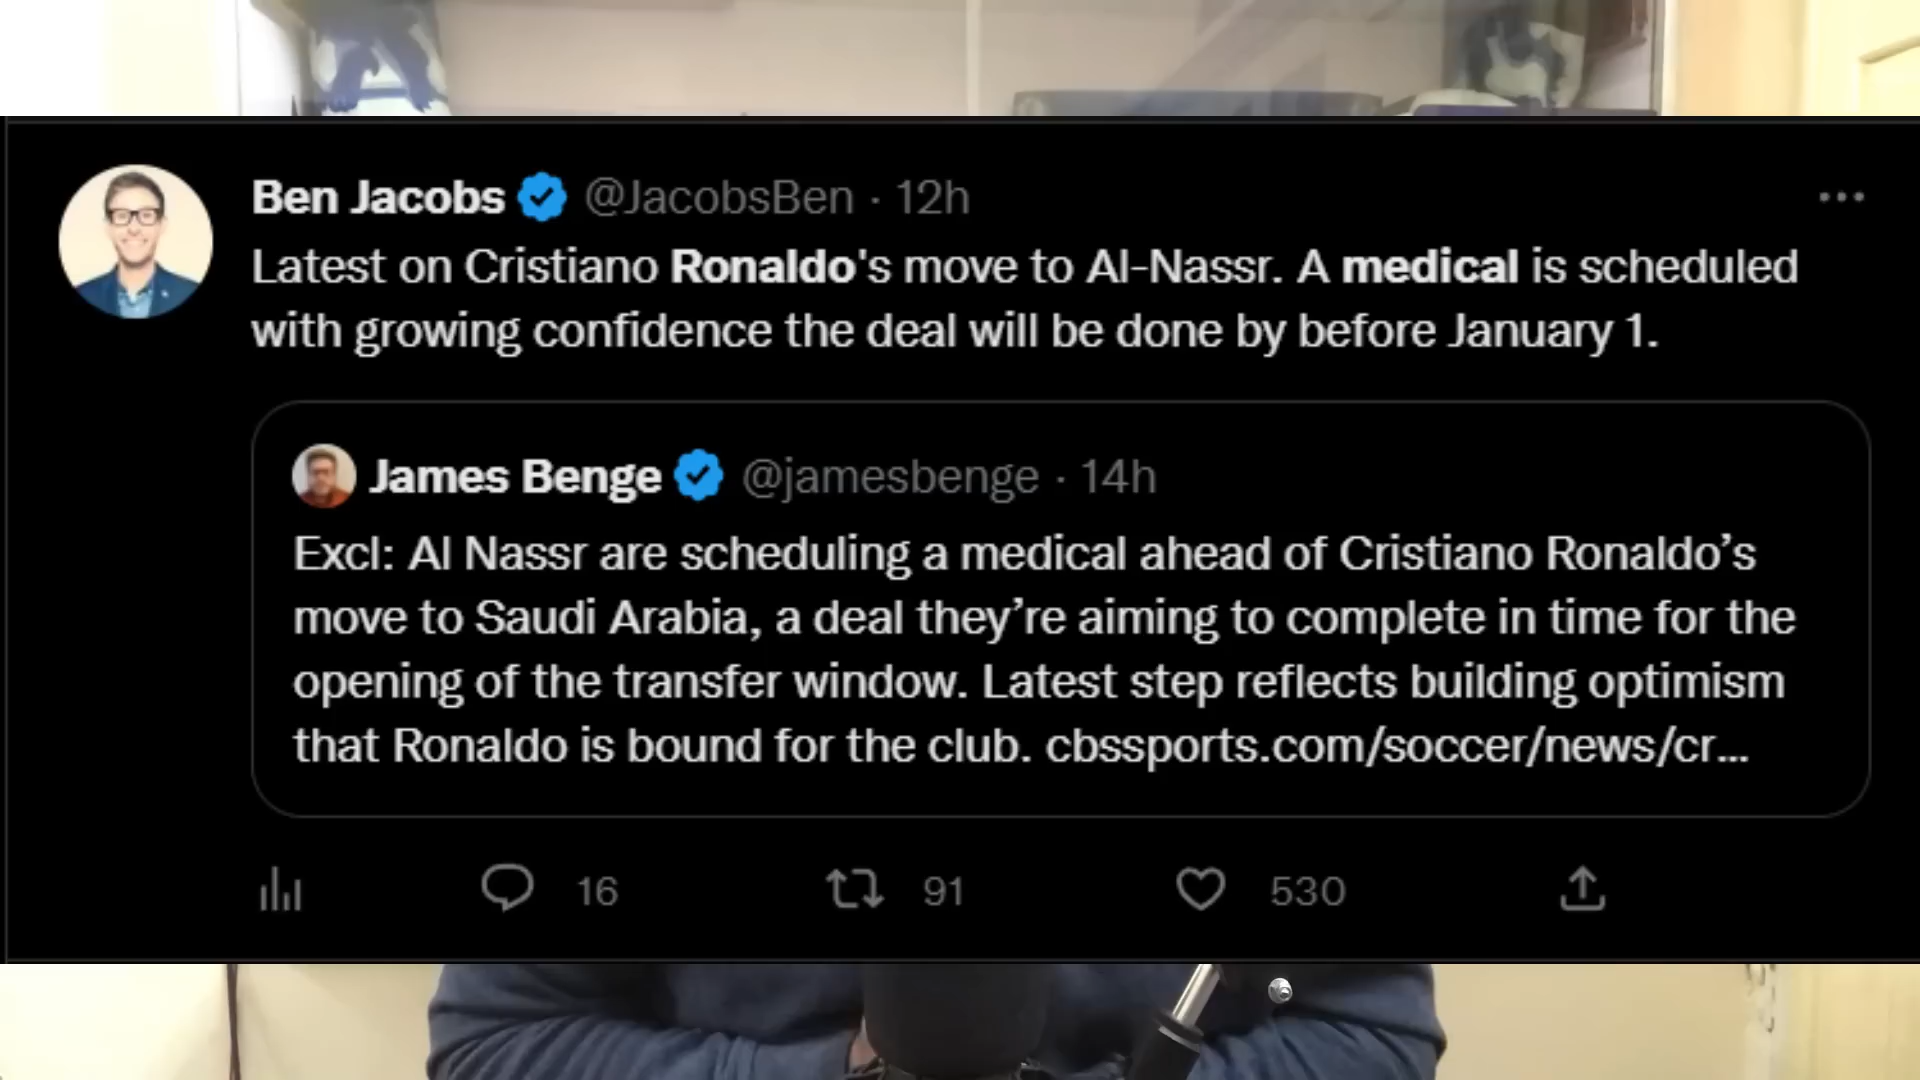 Ben Jacobs @JacobsBen · 12h
Latest on Cristiano Ronaldo's move to Al-Nassr. A medical is scheduled
with growing confidence the deal will be done by before January 1.
James Benge @jamesbenge · 14h
Excl: Al Nassr are scheduling a medical ahead of Cristiano Ronaldo’s
move to Saudi Arabia, a deal they’re aiming to complete in time for the
opening of the transfer window. Latest step reflects building optimism
that Ronaldo is bound for the club. cbssports.com/soccer/news/cr…
16 91 530